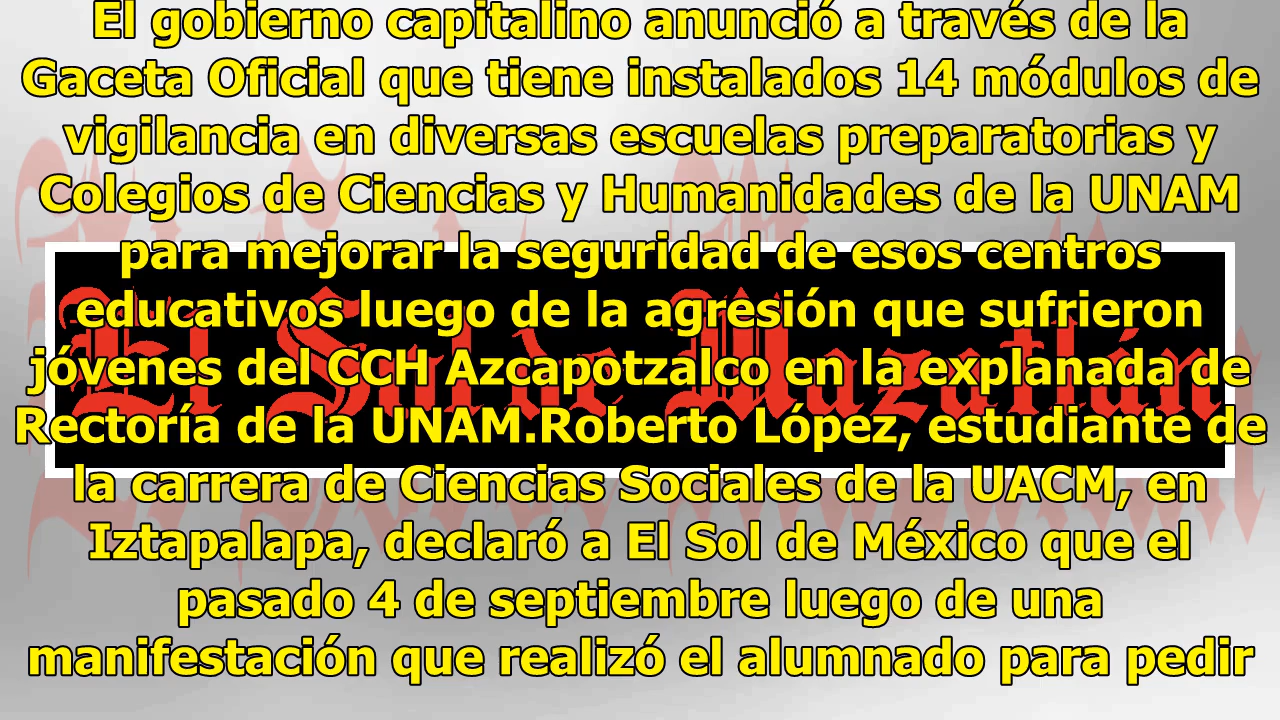 El gobierno capitalino anunció a través de la
Gaceta Oficial que tiene instalados 14 módulos de
vigilancia en diversas escuelas preparatorias y
Colegios de Ciencias y Humanidades de la UNAM
para mejorar la seguridad de esos centros
educativos luego de la agresión que sufrieron
jóvenes del CCH Azcapotzalco en la explanada de
Rectoría de la UNAM.Roberto López, estudiante de
la carrera de Ciencias Sociales de la UACM, en
Iztapalapa, declaró a El Sol de México que el
pasado 4 de septiembre luego de una
manifestación que realizó el alumnado para pedir
El Sol de Mazatlán